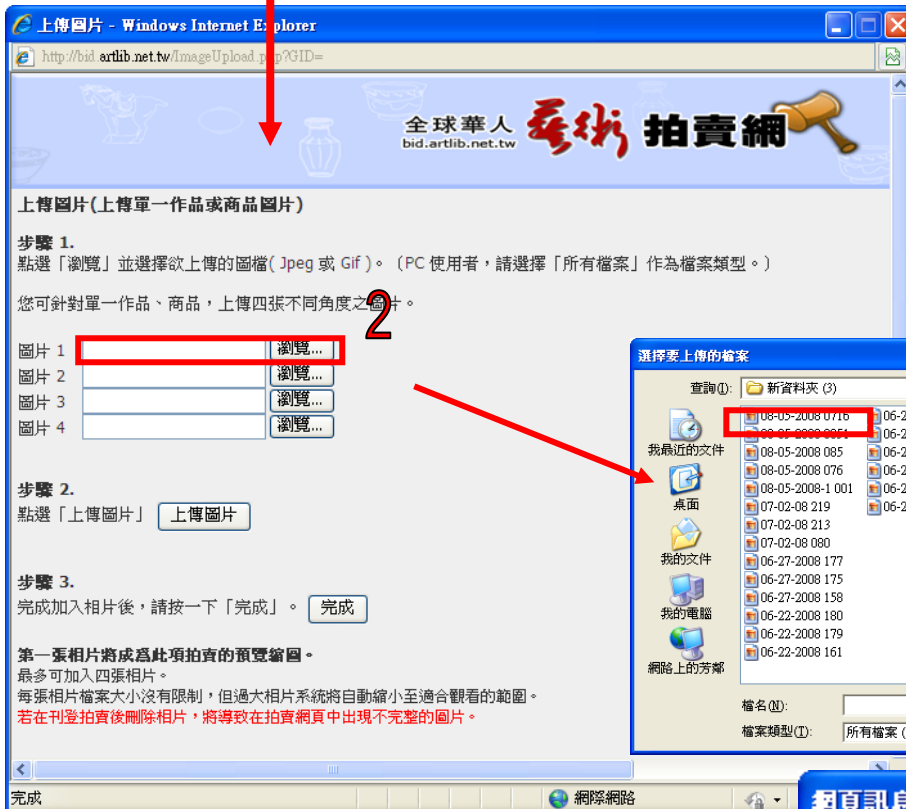 上傳圖片 - Windows Internet Explorer
http://bid.artlib.net.tw/ImageUpload.php?GID=
全球華人
bid.artlib.net.tw
藝術拍賣網
上傳圖片(上傳單一作品或商品圖片)
步驟 1.
點選「瀏覽」並選擇欲上傳的圖檔( Jpeg 或 Gif )。（PC 使用者，請選擇「所有檔案」作為檔案類型。）
您可針對單一作品、商品，上傳四張不同角度之圖片。
2
圖片 1 瀏覽...
圖片 2 瀏覽...
圖片 3 瀏覽...
圖片 4 瀏覽...
步驟 2.
點選「上傳圖片」 上傳圖片
步驟 3.
完成加入相片後，請按一下「完成」。 完成
第一張相片將成為此項拍賣的預覽縮圖。
最多可加入四張相片。
每張相片檔案大小沒有限制，但過大相片系統將自動縮小至適合觀看的範圍。
若在刊登拍賣後刪除相片，將導致在拍賣網頁中出現不完整的圖片。
選擇要上傳的檔案
查詢(I): 新資料夾 (3)
我最近的文件
桌面
我的文件
我的電腦
網路上的芳鄰
08-05-2008 0716
08-05-2008 085
08-05-2008 076
08-05-2008-1 001
07-02-08 219
07-02-08 213
07-02-08 080
06-27-2008 177
06-27-2008 175
06-27-2008 158
06-22-2008 180
06-22-2008 179
06-22-2008 161
06-2
06-2
06-2
06-2
06-2
06-2
檔名(N):
檔案類型(T): 所有檔案 (
完成
網際網路
網頁訊息